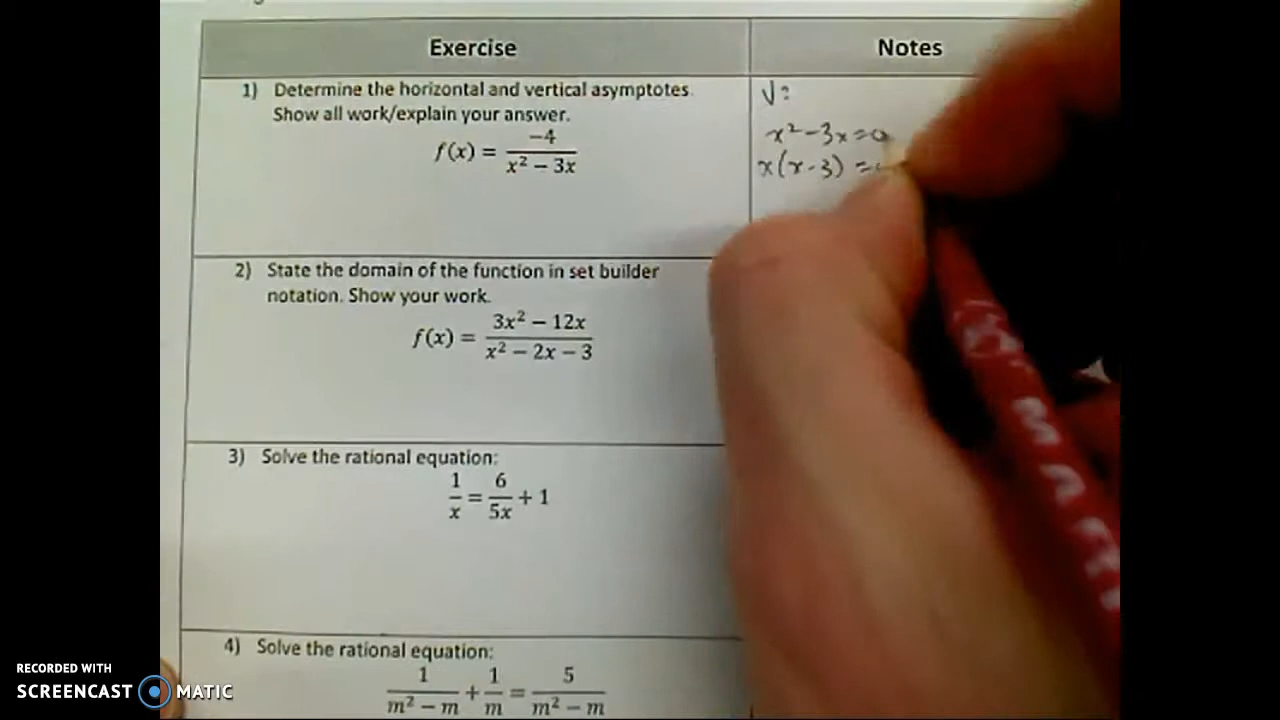 Exercise
Notes
1) Determine the horizontal and vertical asymptotes.
Show all work/explain your answer.
f(x) = −4 / x² − 3x
V:
x² − 3x = 0
x(x − 3) =
2) State the domain of the function in set builder
notation. Show your work.
f(x) = 3x² − 12x / x² − 2x − 3
3) Solve the rational equation:
1/x = 6/5x + 1
4) Solve the rational equation:
1/m² − m + 1/m = 5/m² − m
RECORDED WITH
SCREENCAST MATIC